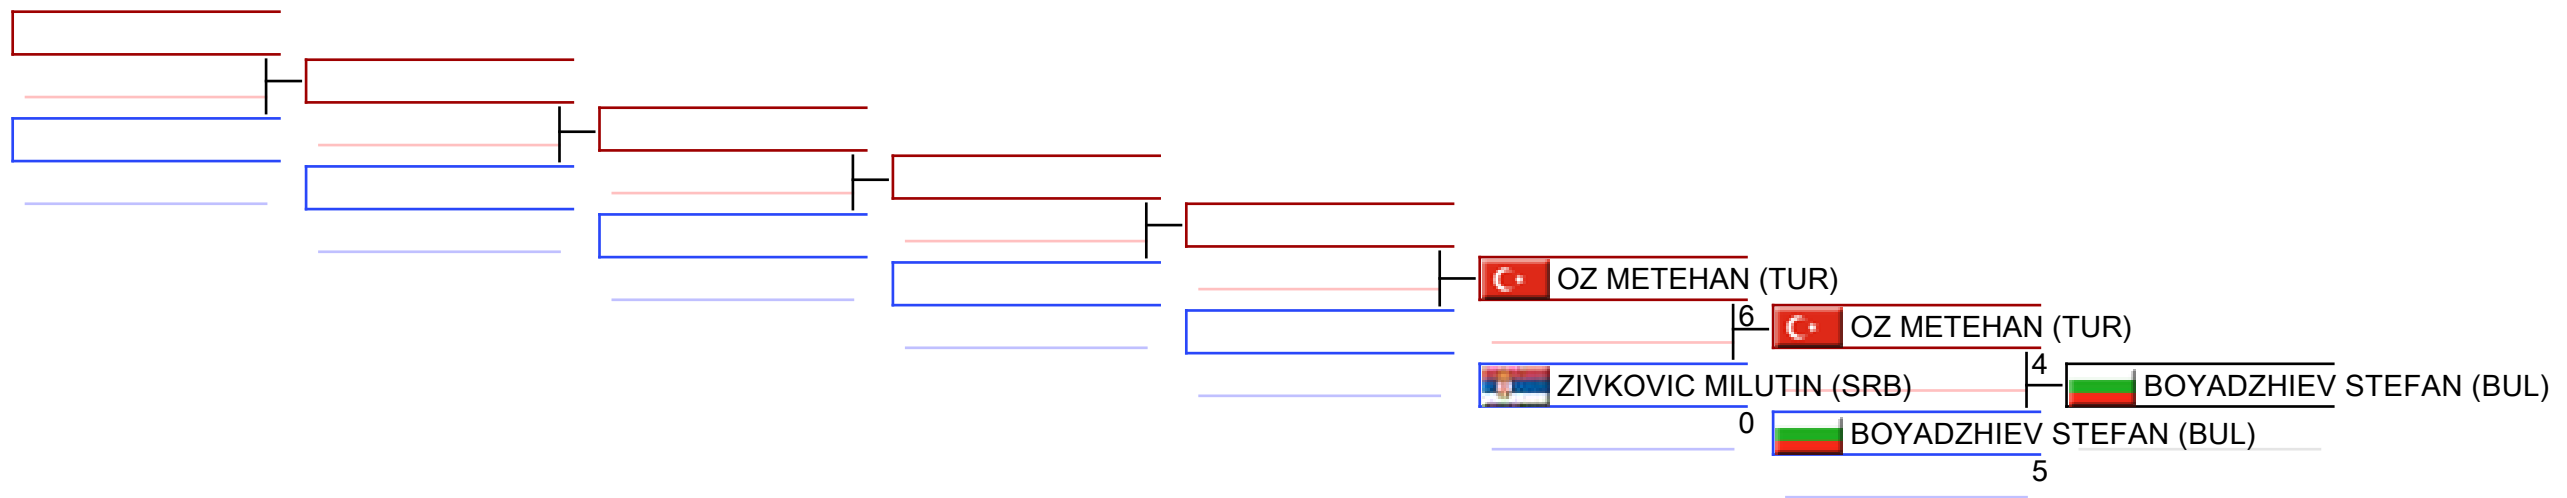 OZ METEHAN (TUR)
6
OZ METEHAN (TUR)
ZIVKOVIC MILUTIN (SRB)
0
4
BOYADZHIEV STEFAN (BUL)
BOYADZHIEV STEFAN (BUL)
5